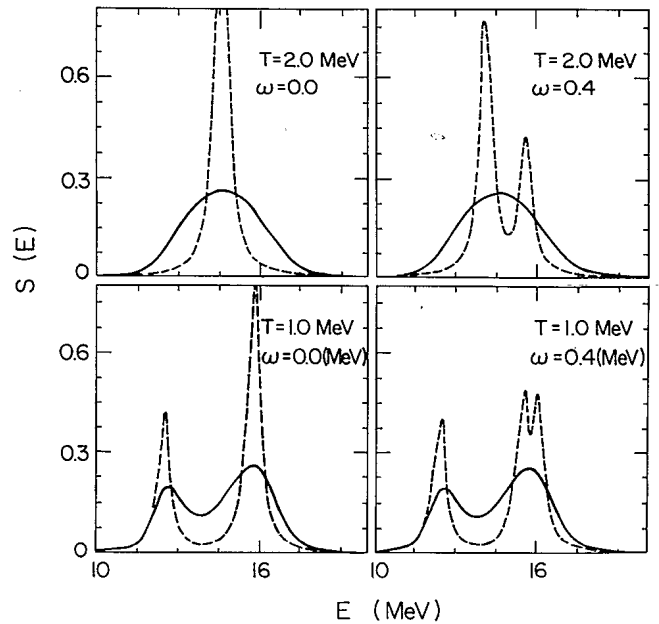 0.6
0.3
0
T=2.0 MeV
ω=0.0
T=2.0 MeV
ω=0.4
S (E)
0.6
0.3
0
T=1.0 MeV
ω=0.0(MeV)
T=1.0 MeV
ω=0.4(MeV)
10 16 10 16
E (MeV)